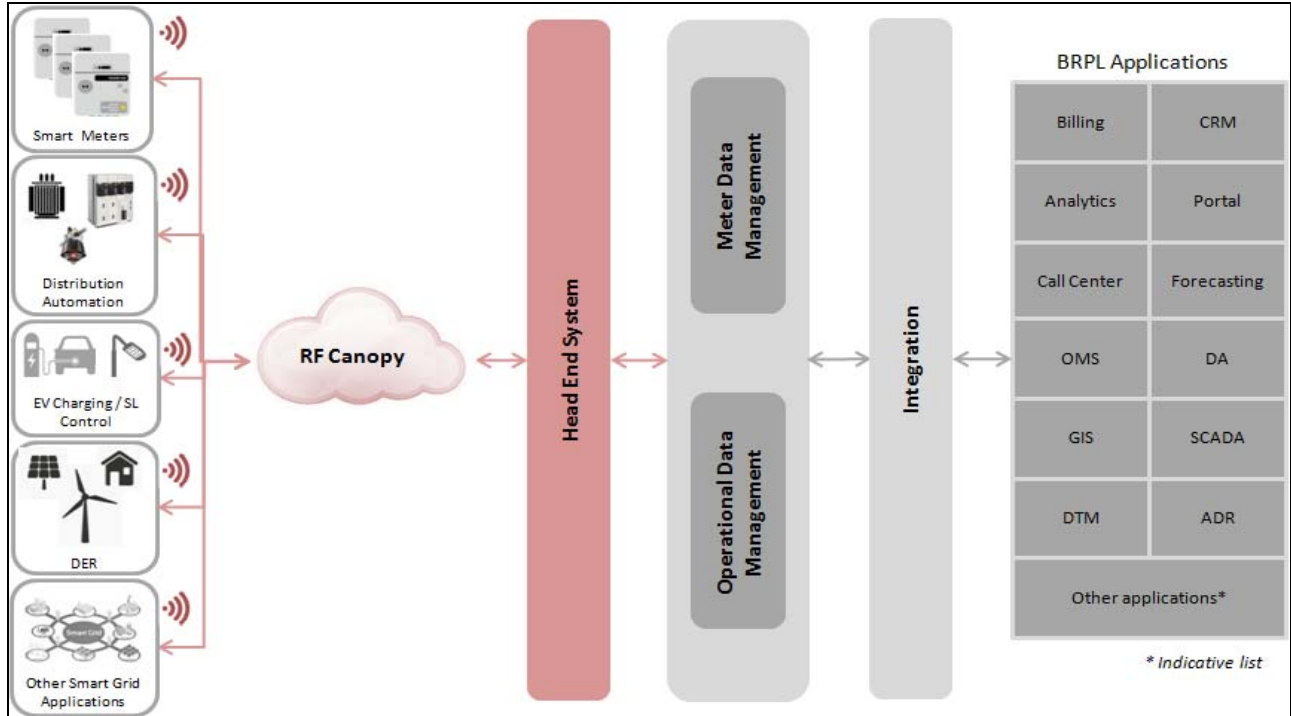 Smart Meters
Distribution
Automation
EV Charging / SL
Control
DER
Smart Grid
Other Smart Grid
Applications
RF Canopy
Head End System
Meter Data
Management
Operational Data
Management
Integration
BRPL Applications
Billing
CRM
Analytics
Portal
Call Center
Forecasting
OMS
DA
GIS
SCADA
DTM
ADR
Other applications*
* Indicative list